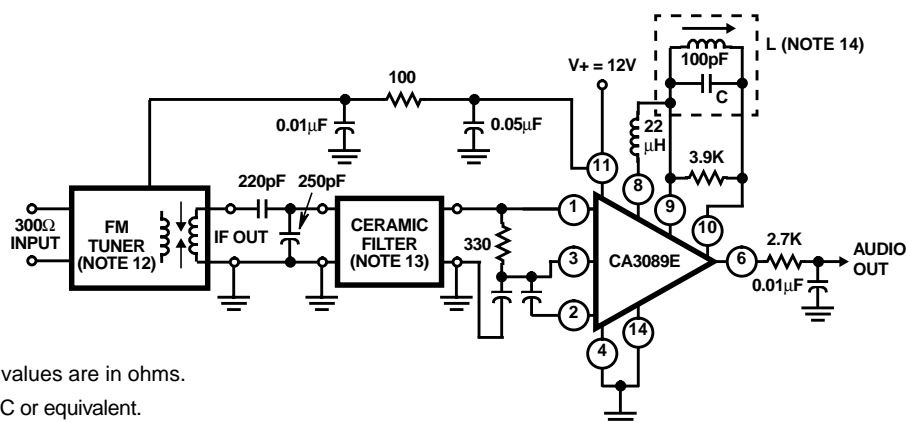 L (NOTE 14)
100pF
V+ = 12V
C
100
0.01μF
0.05μF
22
μH
3.9K
11
8
9
10
220pF
250pF
300Ω
INPUT
FM
TUNER
(NOTE 12)
IF OUT
CERAMIC
FILTER
(NOTE 13)
330
1
3
2
CA3089E
6
2.7K
AUDIO
OUT
0.01μF
4
14
values are in ohms.
C or equivalent.